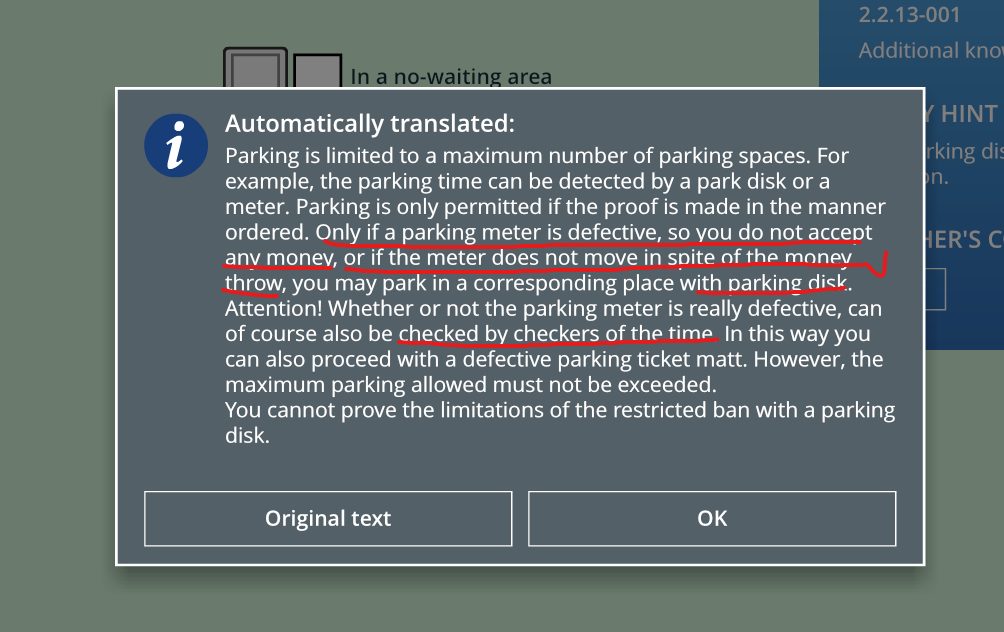 2.2.13-001
Additional kno
In a no-waiting area
Y HINT
rking dis
on.
HER'S C
Automatically translated:
Parking is limited to a maximum number of parking spaces. For
example, the parking time can be detected by a park disk or a
meter. Parking is only permitted if the proof is made in the manner
ordered. Only if a parking meter is defective, so you do not accept
any money, or if the meter does not move in spite of the money
throw, you may park in a corresponding place with parking disk.
Attention! Whether or not the parking meter is really defective, can
of course also be checked by checkers of the time. In this way you
can also proceed with a defective parking ticket matt. However, the
maximum parking allowed must not be exceeded.
You cannot prove the limitations of the restricted ban with a parking
disk.
Original text
OK